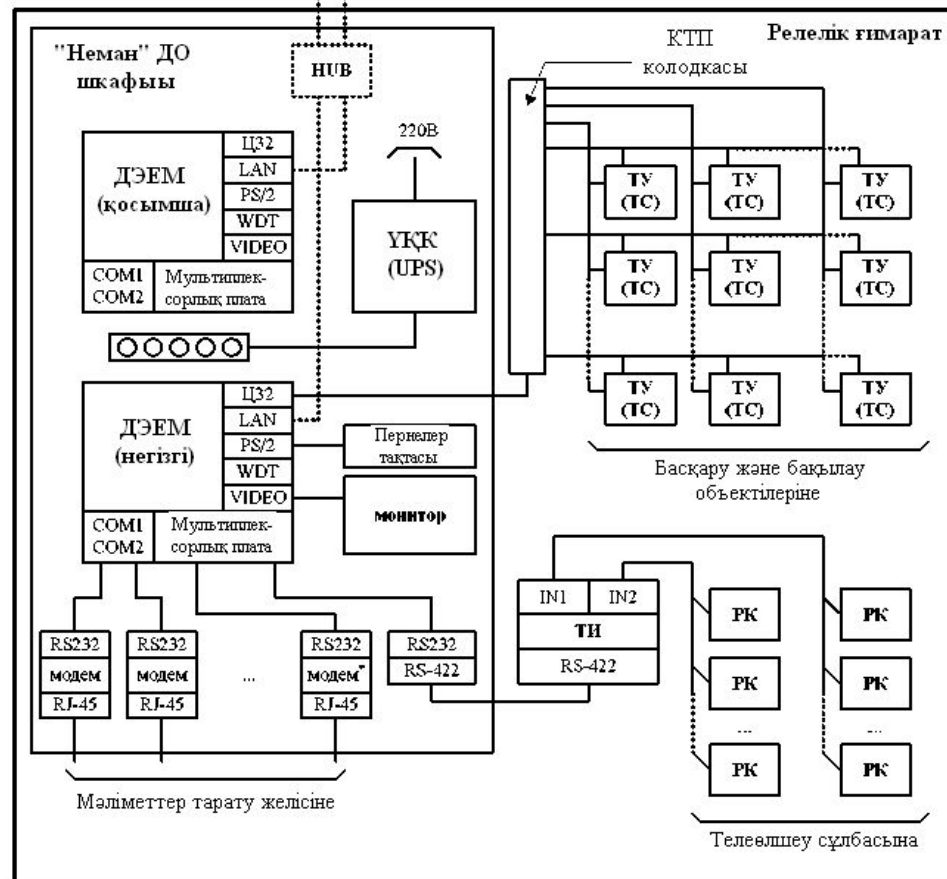 "Неман" ДО
шкафыы
HUB
КТП
колодкасы
Релелік ғимарат
220В
ДЭЕМ
(қосымша)
Ц32
LAN
PS/2
WDT
VIDEO
COM1
COM2
Мультиплек-
сорлық плата
ҮҚК
(UPS)
ТУ
(ТС)
ТУ
(ТС)
ТУ
(ТС)
ТУ
(ТС)
ТУ
(ТС)
ТУ
(ТС)
ТУ
(ТС)
ТУ
(ТС)
ТУ
(ТС)
Басқару және бақылау
объектілеріне
ДЭЕМ
(негізгі)
Ц32
LAN
PS/2
WDT
VIDEO
COM1
COM2
Мультиплек-
сорлық плата
Пернелер
тақтасы
монитор
IN1
IN2
ТИ
RS-422
RS232
модем
RJ-45
RS232
модем
RJ-45
...
RS232
модем*
RJ-45
RS232
RS-422
РК
РК
РК
РК
...
...
РК
РК
Мәліметтер тарату желісіне
Телеөлшеу сұлбасына